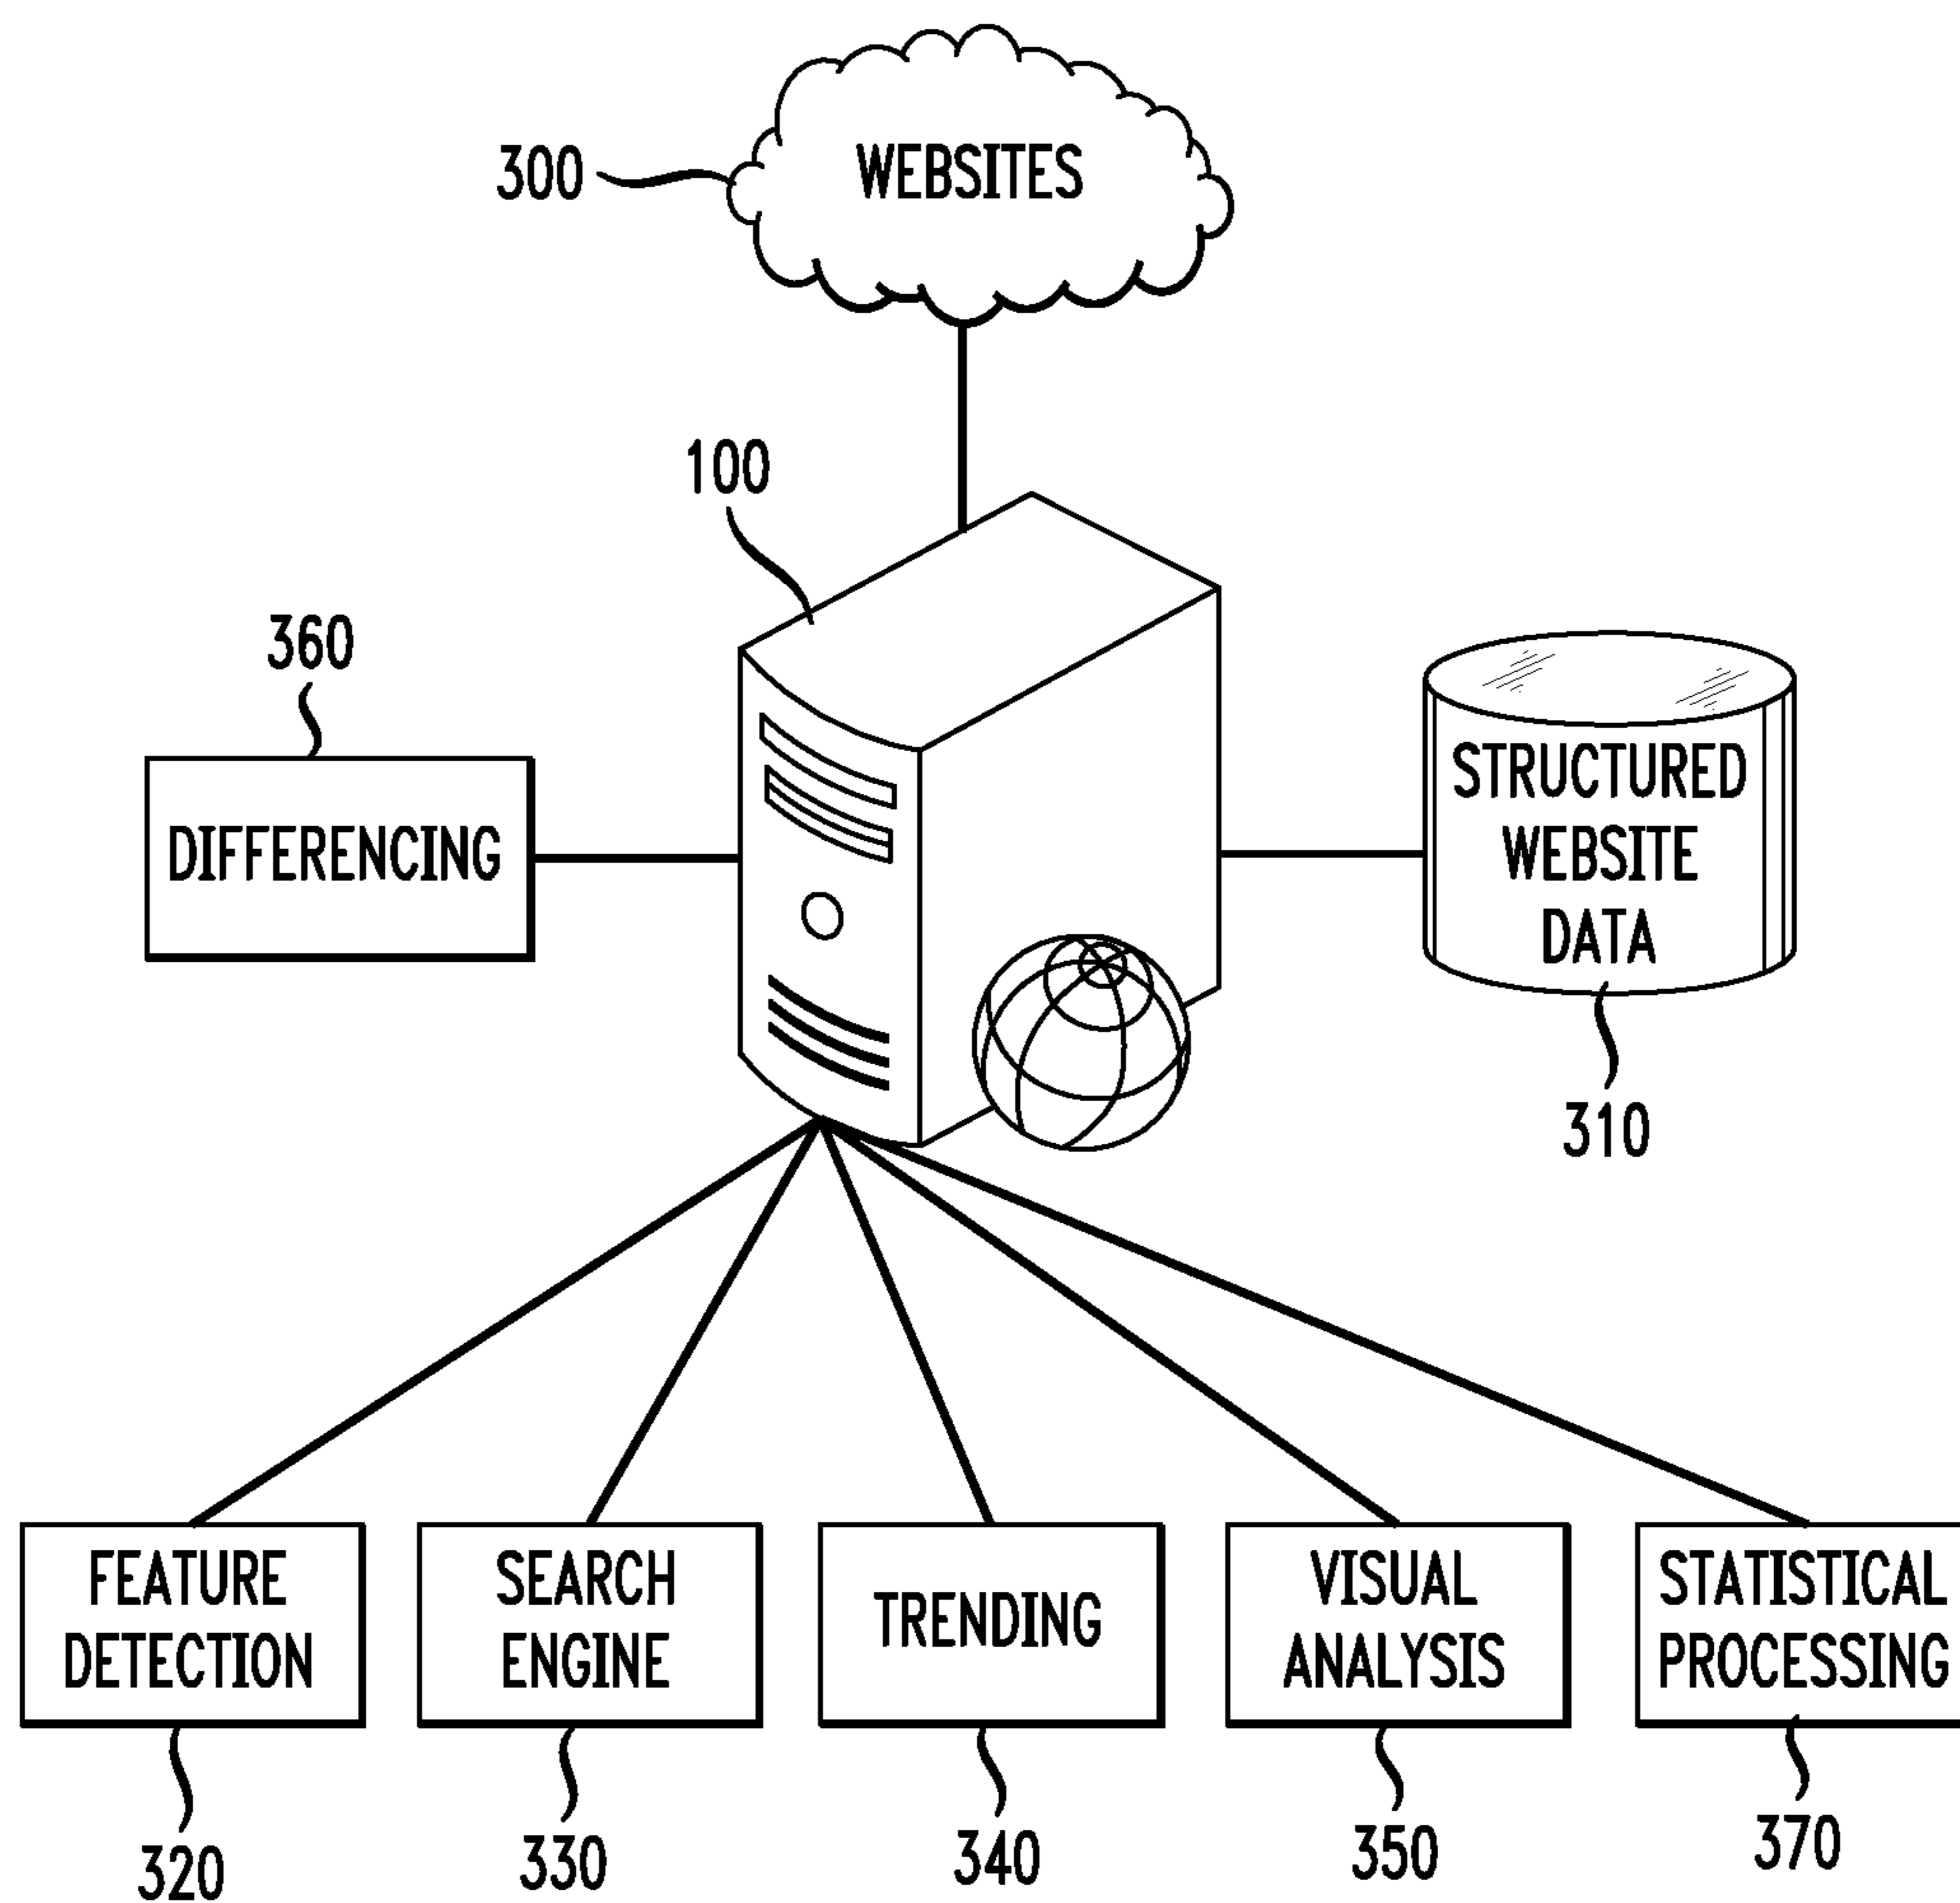 WEBSITES
300
100
360
DIFFERENCING
STRUCTURED
WEBSITE
DATA
310
FEATURE
DETECTION
SEARCH
ENGINE
TRENDING
VISUAL
ANALYSIS
STATISTICAL
PROCESSING
320
330
340
350
370